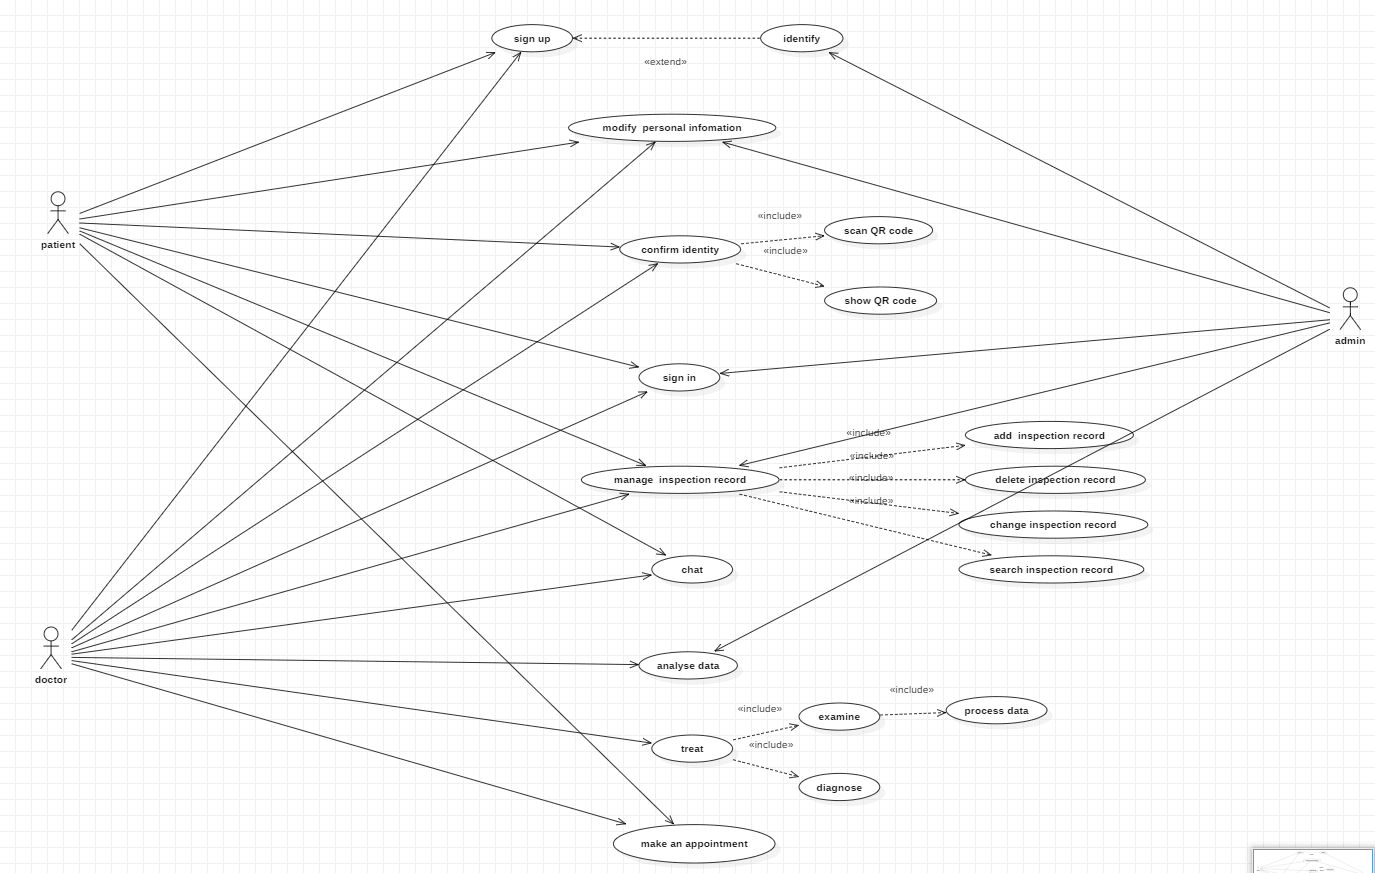 sign up
identify
«extend»
modify  personal infomation
patient
«include»
scan QR code
confirm identity
«include»
show QR code
admin
sign in
«include»
add  inspection record
«include»
manage  inspection record
«include»
delete inspection record
«include»
change inspection record
chat
search inspection record
analyse data
doctor
«include»
process data
«include»
examine
treat
«include»
diagnose
make an appointment